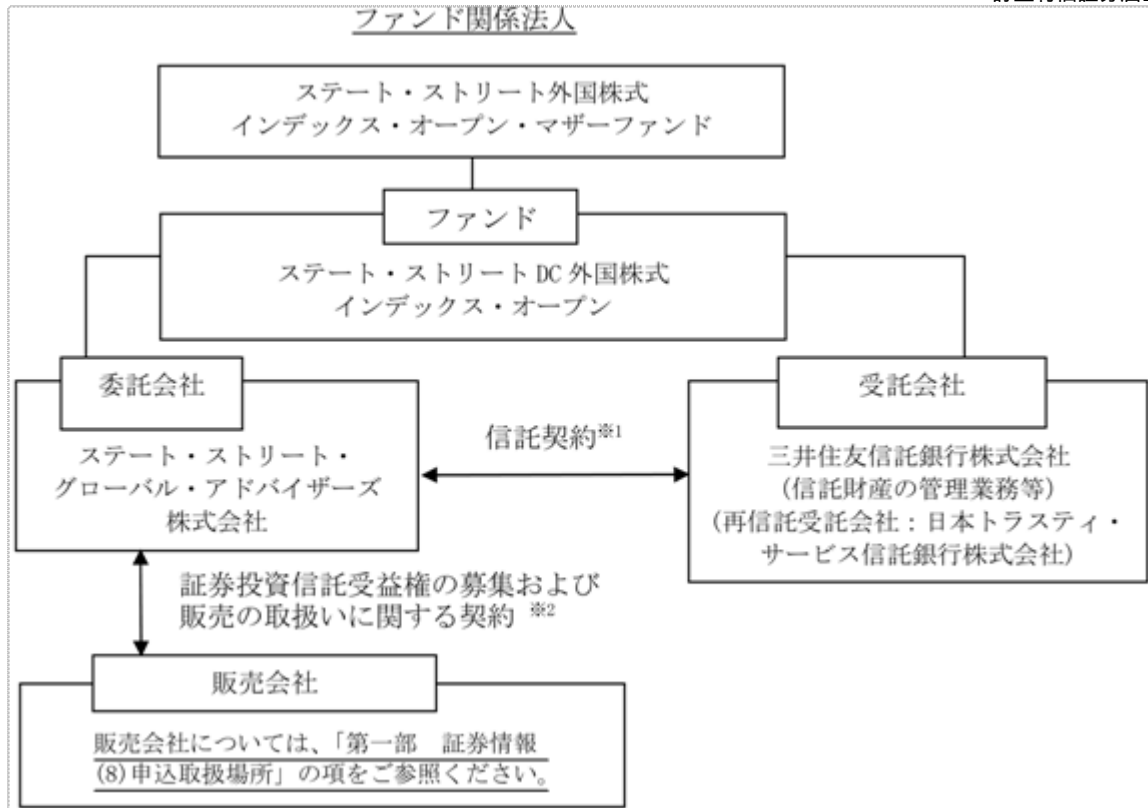 ファンド関係法人
ステート・ストリート外国株式
インデックス・オープン・マザーファンド
ファンド
ステート・ストリート DC 外国株式
インデックス・オープン
委託会社
ステート・ストリート・
グローバル・アドバイザーズ
株式会社
信託契約※1
受託会社
三井住友信託銀行株式会社
(信託財産の管理業務等)
(再信託受託会社：日本トラスティ・
サービス信託銀行株式会社)
証券投資信託受益権の募集および
販売の取扱いに関する契約 ※2
販売会社
販売会社については、「第一部　証券情報
(8)申込取扱場所」の項をご参照ください。